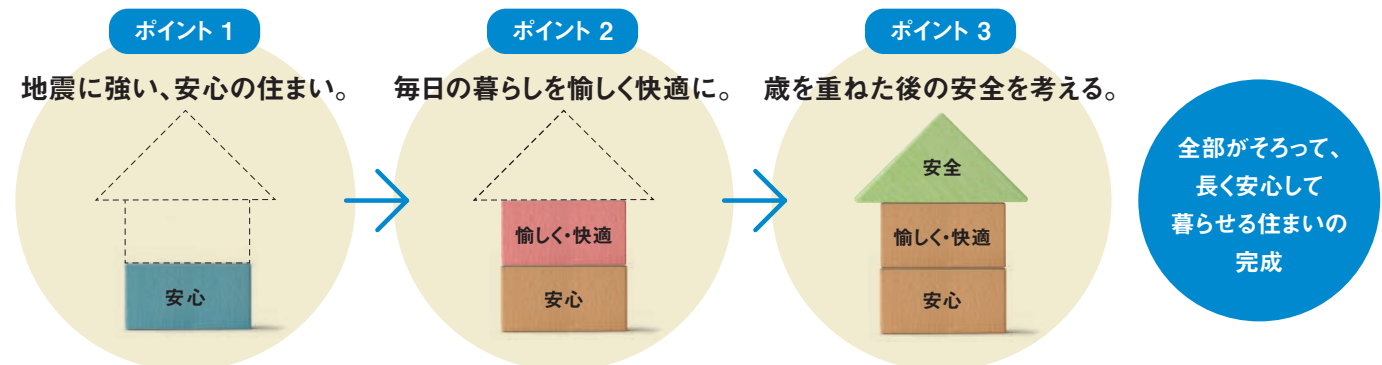 ポイント 1
地震に強い、安心の住まい。
安心
ポイント 2
毎日の暮らしを愉しく快適に。
愉しく・快適
安心
ポイント 3
歳を重ねた後の安全を考える。
安全
愉しく・快適
安心
全部がそろって、
長く安心して
暮らせる住まいの
完成